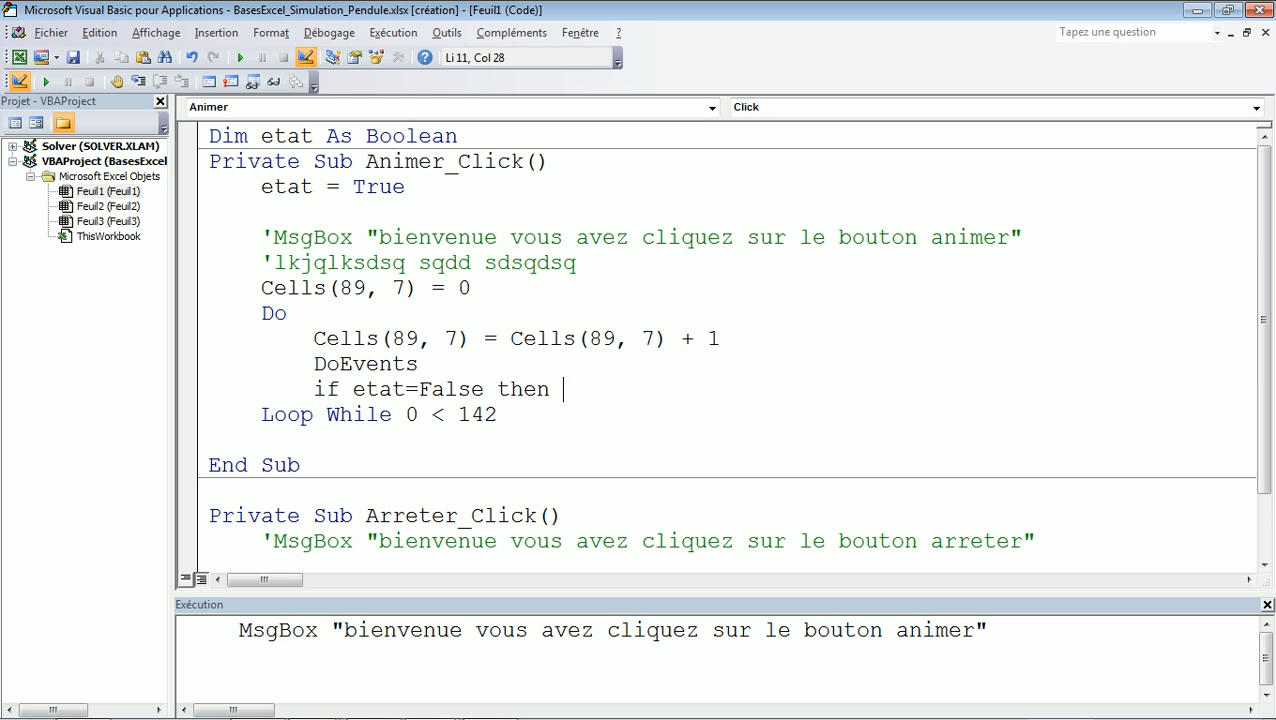 Microsoft Visual Basic pour Applications - BasesExcel_Simulation_Pendule.xlsx [création] - [Feuil1 (Code)]
Fichier Edition Affichage Insertion Format Débogage Exécution Outils Compléments Fenêtre ?
Tapez une question
Li 11, Col 28
Projet - VBAProject
Animer
Click
Solver (SOLVER.XLAM)
VBAProject (BasesExcel
Microsoft Excel Objets
Feuil1 (Feuil1)
Feuil2 (Feuil2)
Feuil3 (Feuil3)
ThisWorkbook
Dim etat As Boolean
Private Sub Animer_Click()
etat = True
'MsgBox "bienvenue vous avez cliquez sur le bouton animer"
'lkjqlksdsq sqdd sdsqdsq
Cells(89, 7) = 0
Do
Cells(89, 7) = Cells(89, 7) + 1
DoEvents
if etat=False then
Loop While 0 < 142
End Sub
Private Sub Arreter_Click()
'MsgBox "bienvenue vous avez cliquez sur le bouton arreter"
Exécution
MsgBox "bienvenue vous avez cliquez sur le bouton animer"